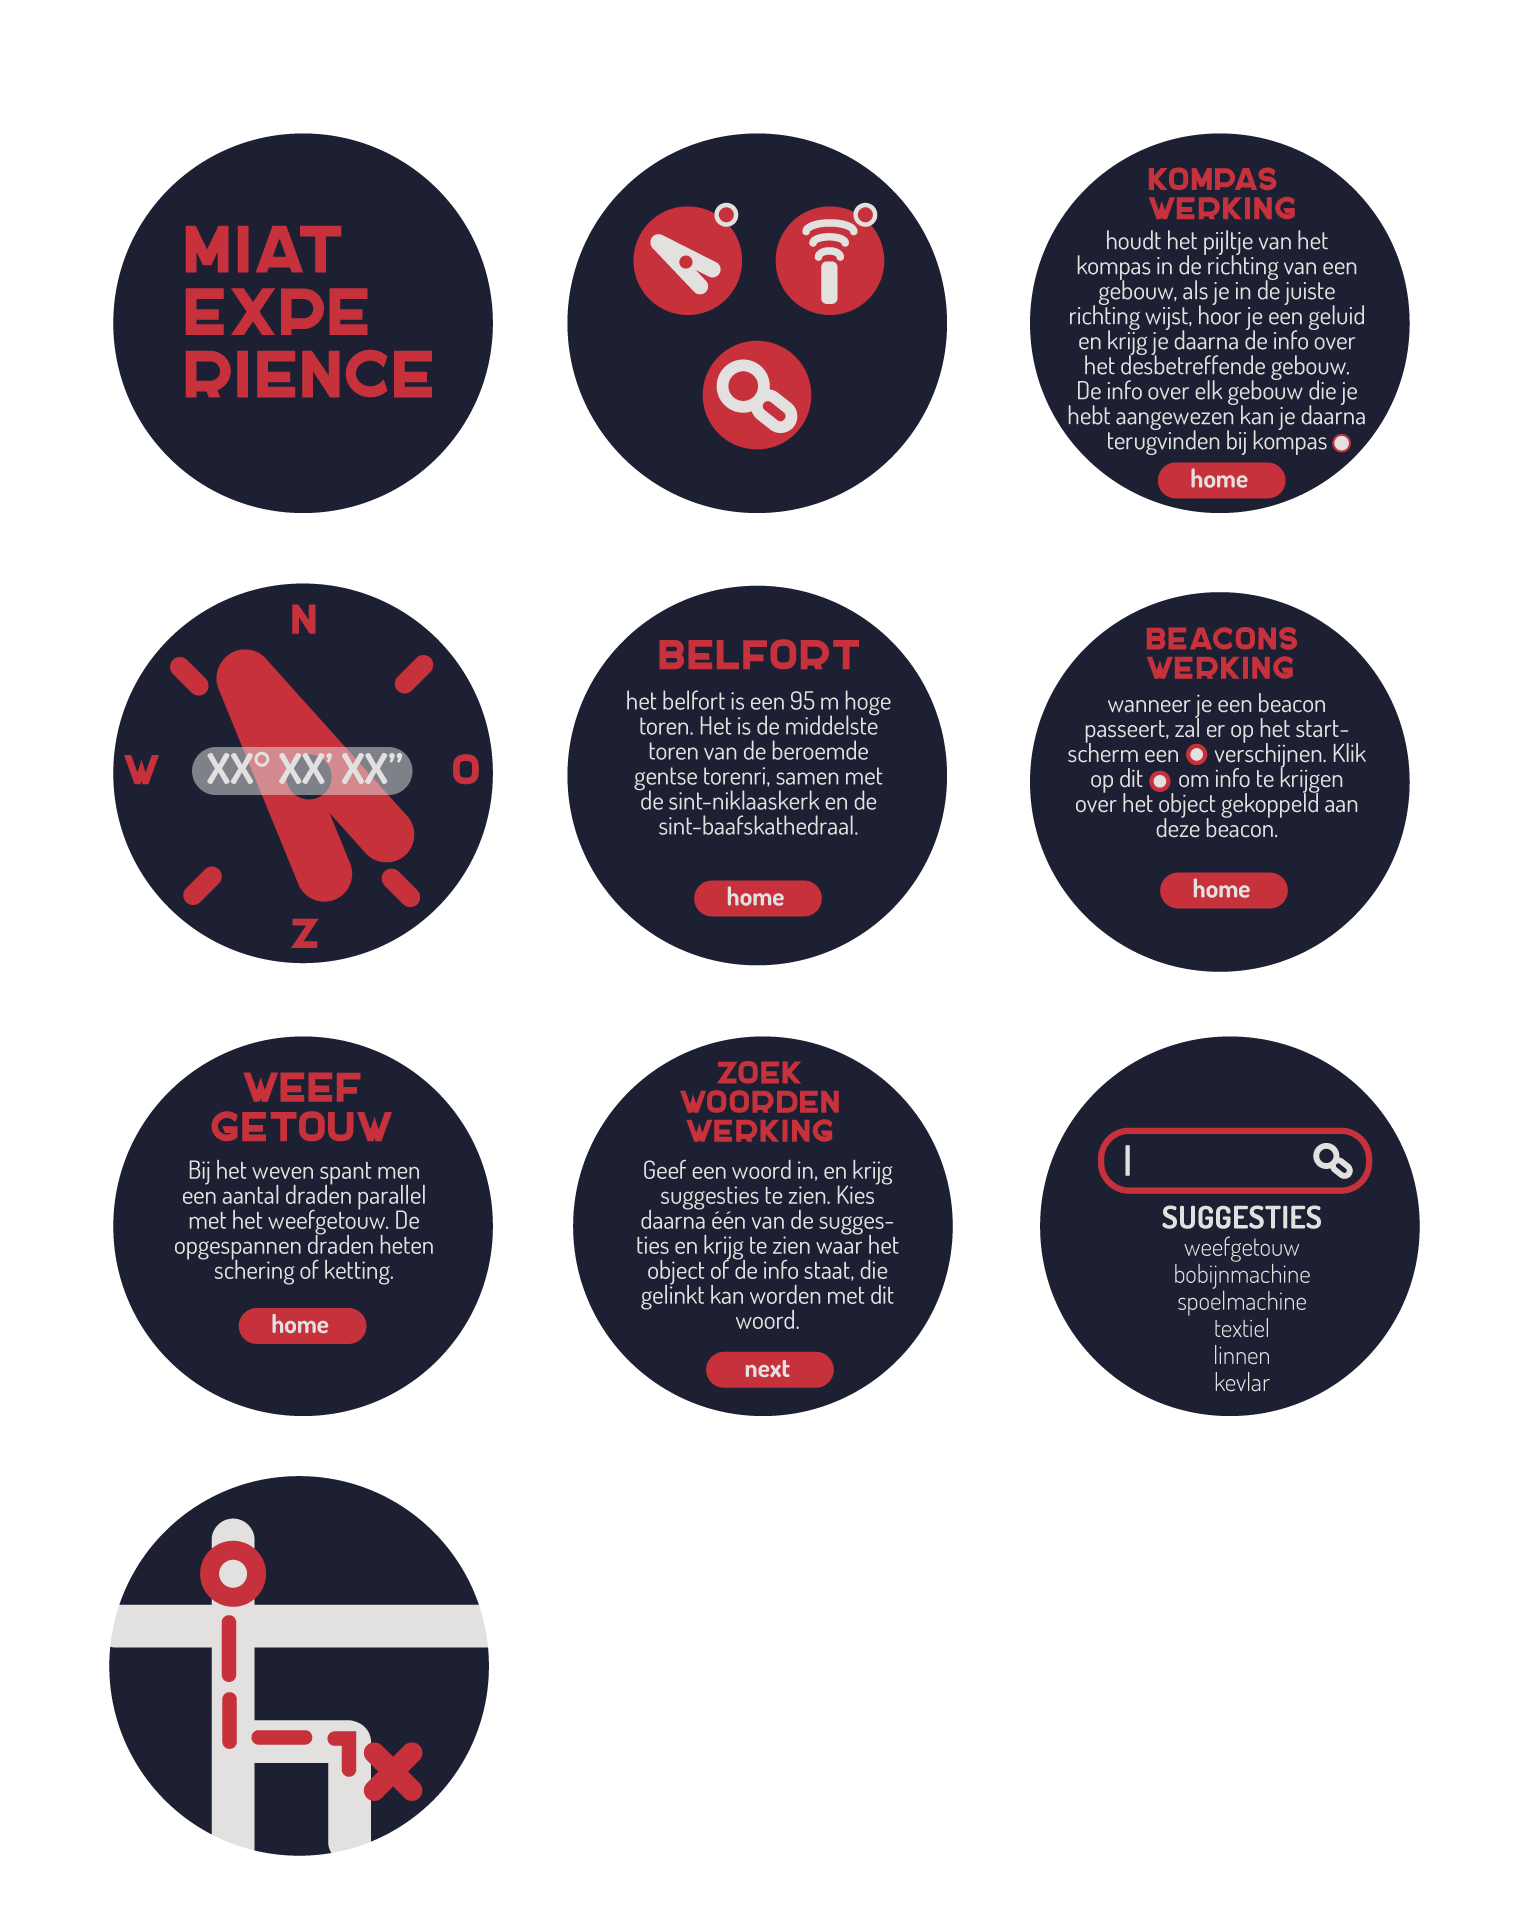 MIAT
EXPE
RIENCE
KOMPAS
WERKING
houdt het pijltje van het
kompas in de richting van een
gebouw, als je in de juiste
richting wijst, hoor je een geluid
en krijg je daarna de info over
het desbetreffende gebouw.
De info over elk gebouw die je
hebt aangewezen kan je daarna
terugvinden bij kompas
home
N
W
XX° XX' XX"
O
Z
BELFORT
het belfort is een 95 m hoge
toren. Het is de middelste
toren van de beroemde
gentse torenri, samen met
de sint-niklaaskerk en de
sint-baafskathedraal.
home
BEACONS
WERKING
wanneer je een beacon
passeert, zal er op het start-
scherm een verschijnen. Klik
op dit om info te krijgen
over het object gekoppeld aan
deze beacon.
home
WEEF
GETOUW
Bij het weven spant men
een aantal draden parallel
met het weefgetouw. De
opgespannen draden heten
schering of ketting.
home
ZOEK
WOORDEN
WERKING
Geef een woord in, en krijg
suggesties te zien. Kies
daarna één van de sugges-
ties en krijg te zien waar het
object of de info staat, die
gelinkt kan worden met dit
woord.
next
SUGGESTIES
weefgetouw
bobijnmachine
spoelmachine
textiel
linnen
kevlar